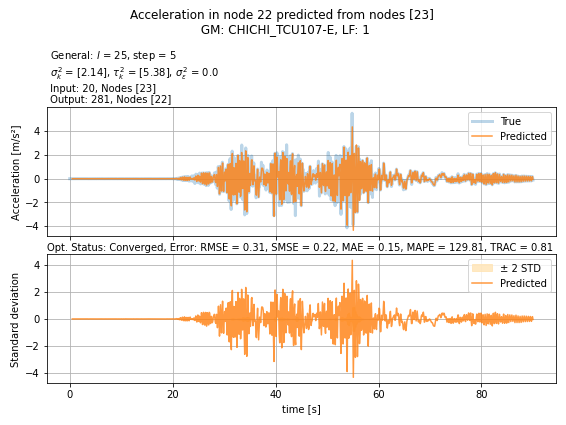 Acceleration in node 22 predicted from nodes [23]
GM: CHICHI_TCU107-E, LF: 1
General: l = 25, step = 5
σ²ₖ = [2.14], τ²ₖ = [5.38], σ²ε = 0.0
Input: 20, Nodes [23]
Output: 281, Nodes [22]
True
Predicted
Acceleration [m/s²]
4
2
0
−2
−4
Opt. Status: Converged, Error: RMSE = 0.31, SMSE = 0.22, MAE = 0.15, MAPE = 129.81, TRAC = 0.81
± 2 STD
Predicted
Standard deviation
4
2
0
−2
−4
0 20 40 60 80
time [s]